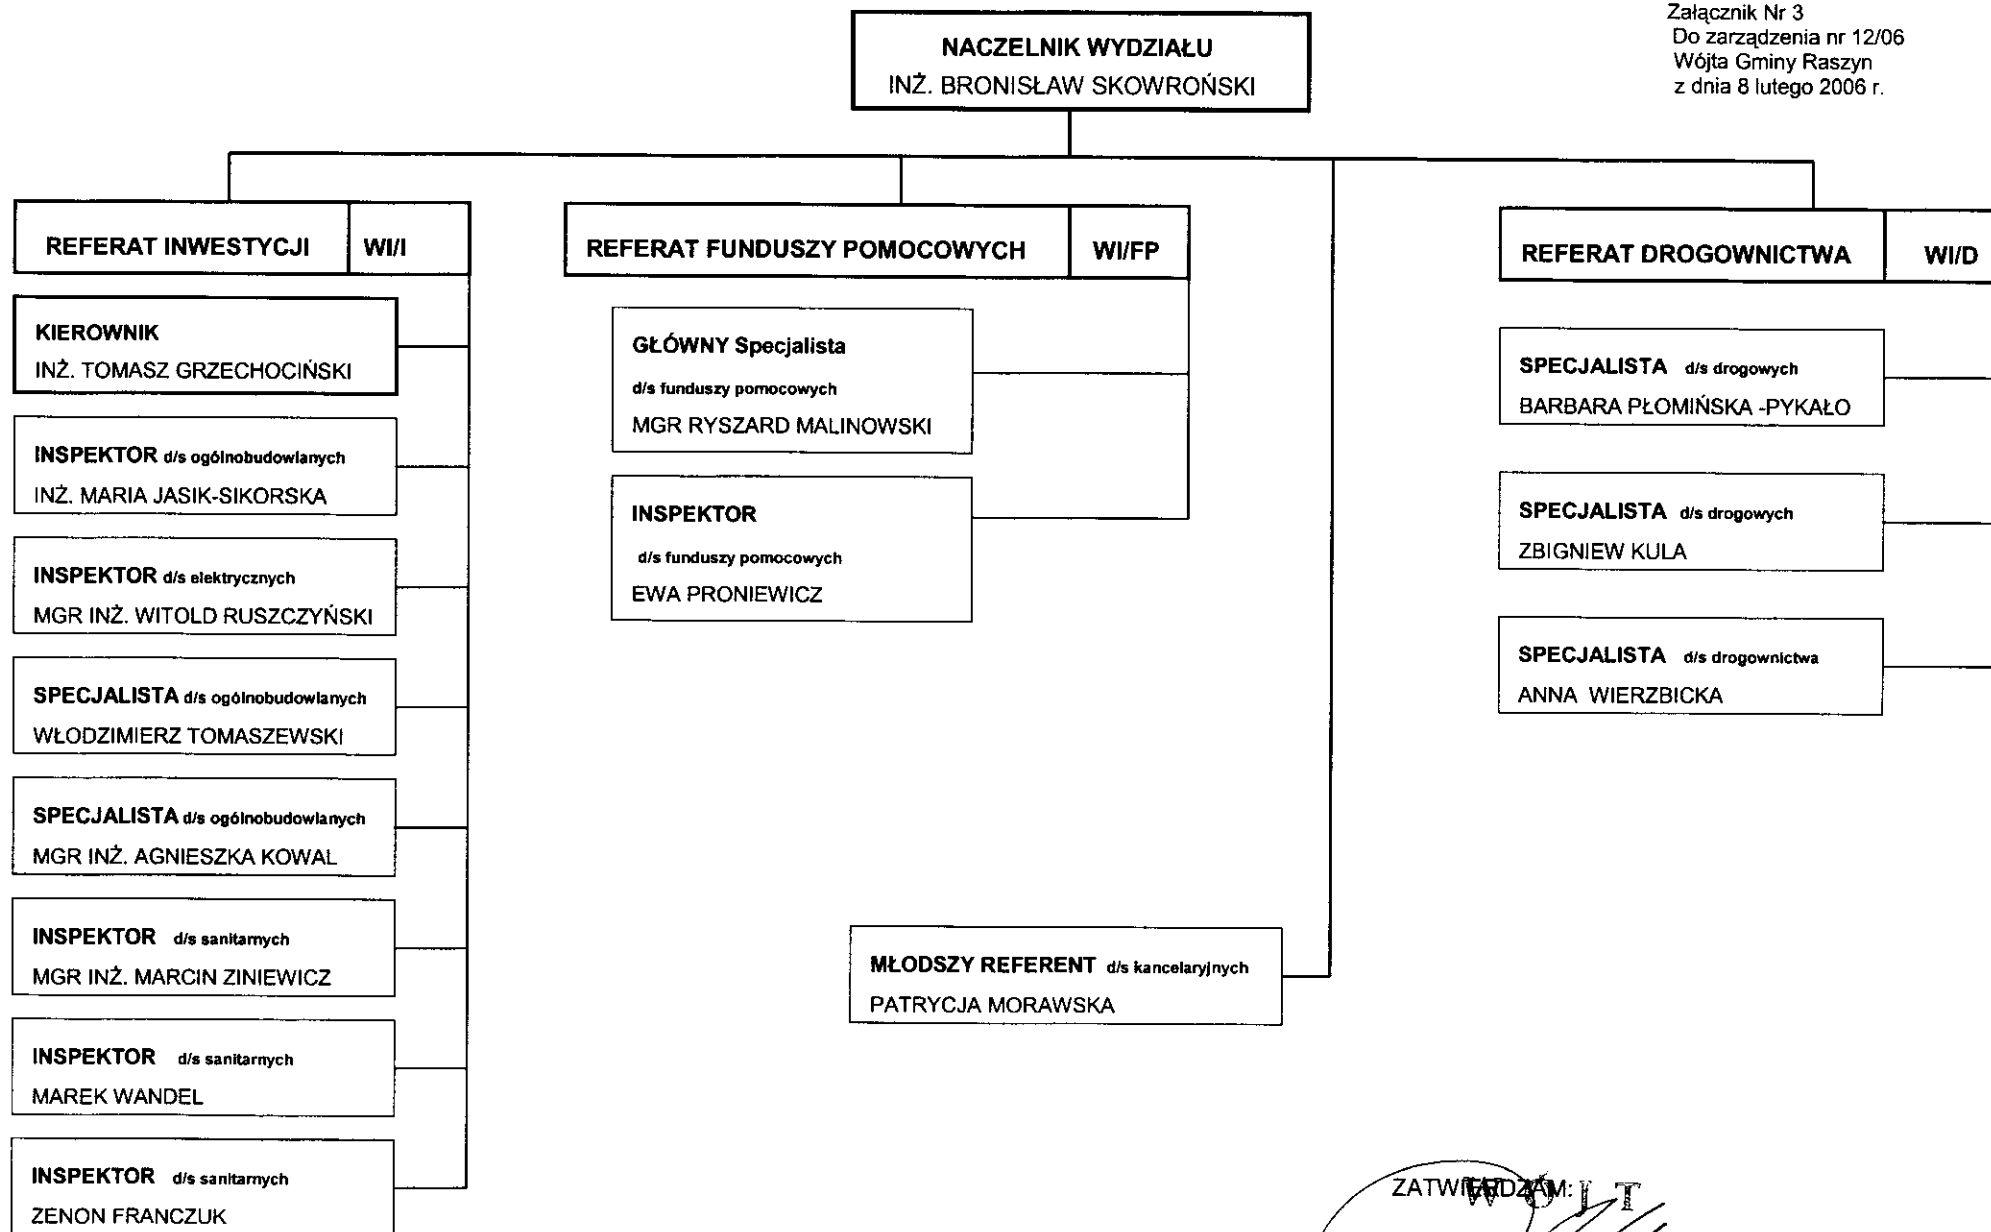 Załącznik Nr 3
Do zarządzenia nr 12/06
Wójta Gminy Raszyn
z dnia 8 lutego 2006 r.
NACZELNIK WYDZIAŁU
INŻ. BRONISŁAW SKOWROŃSKI
REFERAT INWESTYCJI WI/I
KIEROWNIK
INŻ. TOMASZ GRZECHOCIŃSKI
INSPEKTOR d/s ogólnobudowlanych
INŻ. MARIA JASIK-SIKORSKA
INSPEKTOR d/s elektrycznych
MGR INŻ. WITOLD RUSZCZYŃSKI
SPECJALISTA d/s ogólnobudowlanych
WŁODZIMIERZ TOMASZEWSKI
SPECJALISTA d/s ogólnobudowlanych
MGR INŻ. AGNIESZKA KOWAL
INSPEKTOR d/s sanitarnych
MGR INŻ. MARCIN ZINIEWICZ
INSPEKTOR d/s sanitarnych
MAREK WANDEL
INSPEKTOR d/s sanitarnych
ZENON FRANCZUK
REFERAT FUNDUSZY POMOCOWYCH WI/FP
GŁÓWNY Specjalista
d/s funduszy pomocowych
MGR RYSZARD MALINOWSKI
INSPEKTOR
d/s funduszy pomocowych
EWA PRONIEWICZ
MŁODSZY REFERENT d/s kancelaryjnych
PATRYCJA MORAWSKA
REFERAT DROGOWNICTWA WI/D
SPECJALISTA d/s drogowych
BARBARA PŁOMIŃSKA -PYKAŁO
SPECJALISTA d/s drogowych
ZBIGNIEW KULA
SPECJALISTA d/s drogownictwa
ANNA WIERZBICKA
ZATWIERDZAM:
WÓJT